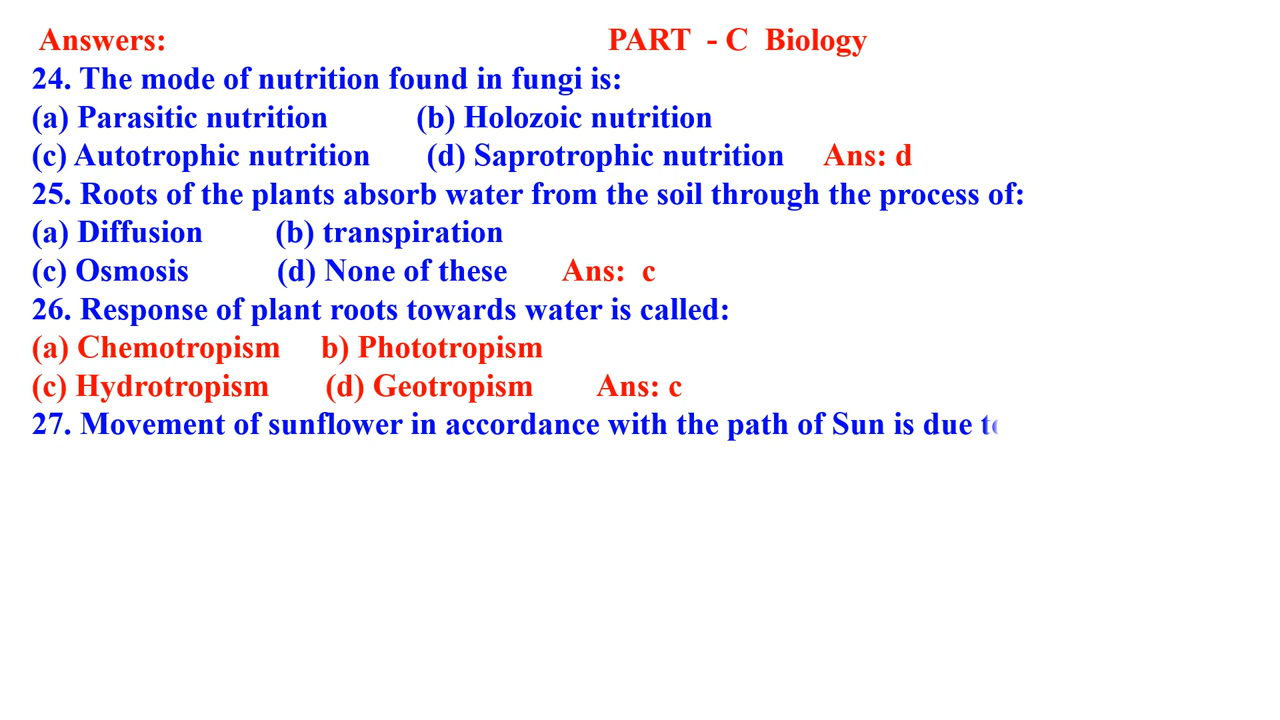 Answers: PART - C Biology
24. The mode of nutrition found in fungi is:
(a) Parasitic nutrition (b) Holozoic nutrition
(c) Autotrophic nutrition (d) Saprotrophic nutrition Ans: d
25. Roots of the plants absorb water from the soil through the process of:
(a) Diffusion (b) transpiration
(c) Osmosis (d) None of these Ans: c
26. Response of plant roots towards water is called:
(a) Chemotropism b) Phototropism
(c) Hydrotropism (d) Geotropism Ans: c
27. Movement of sunflower in accordance with the path of Sun is due to